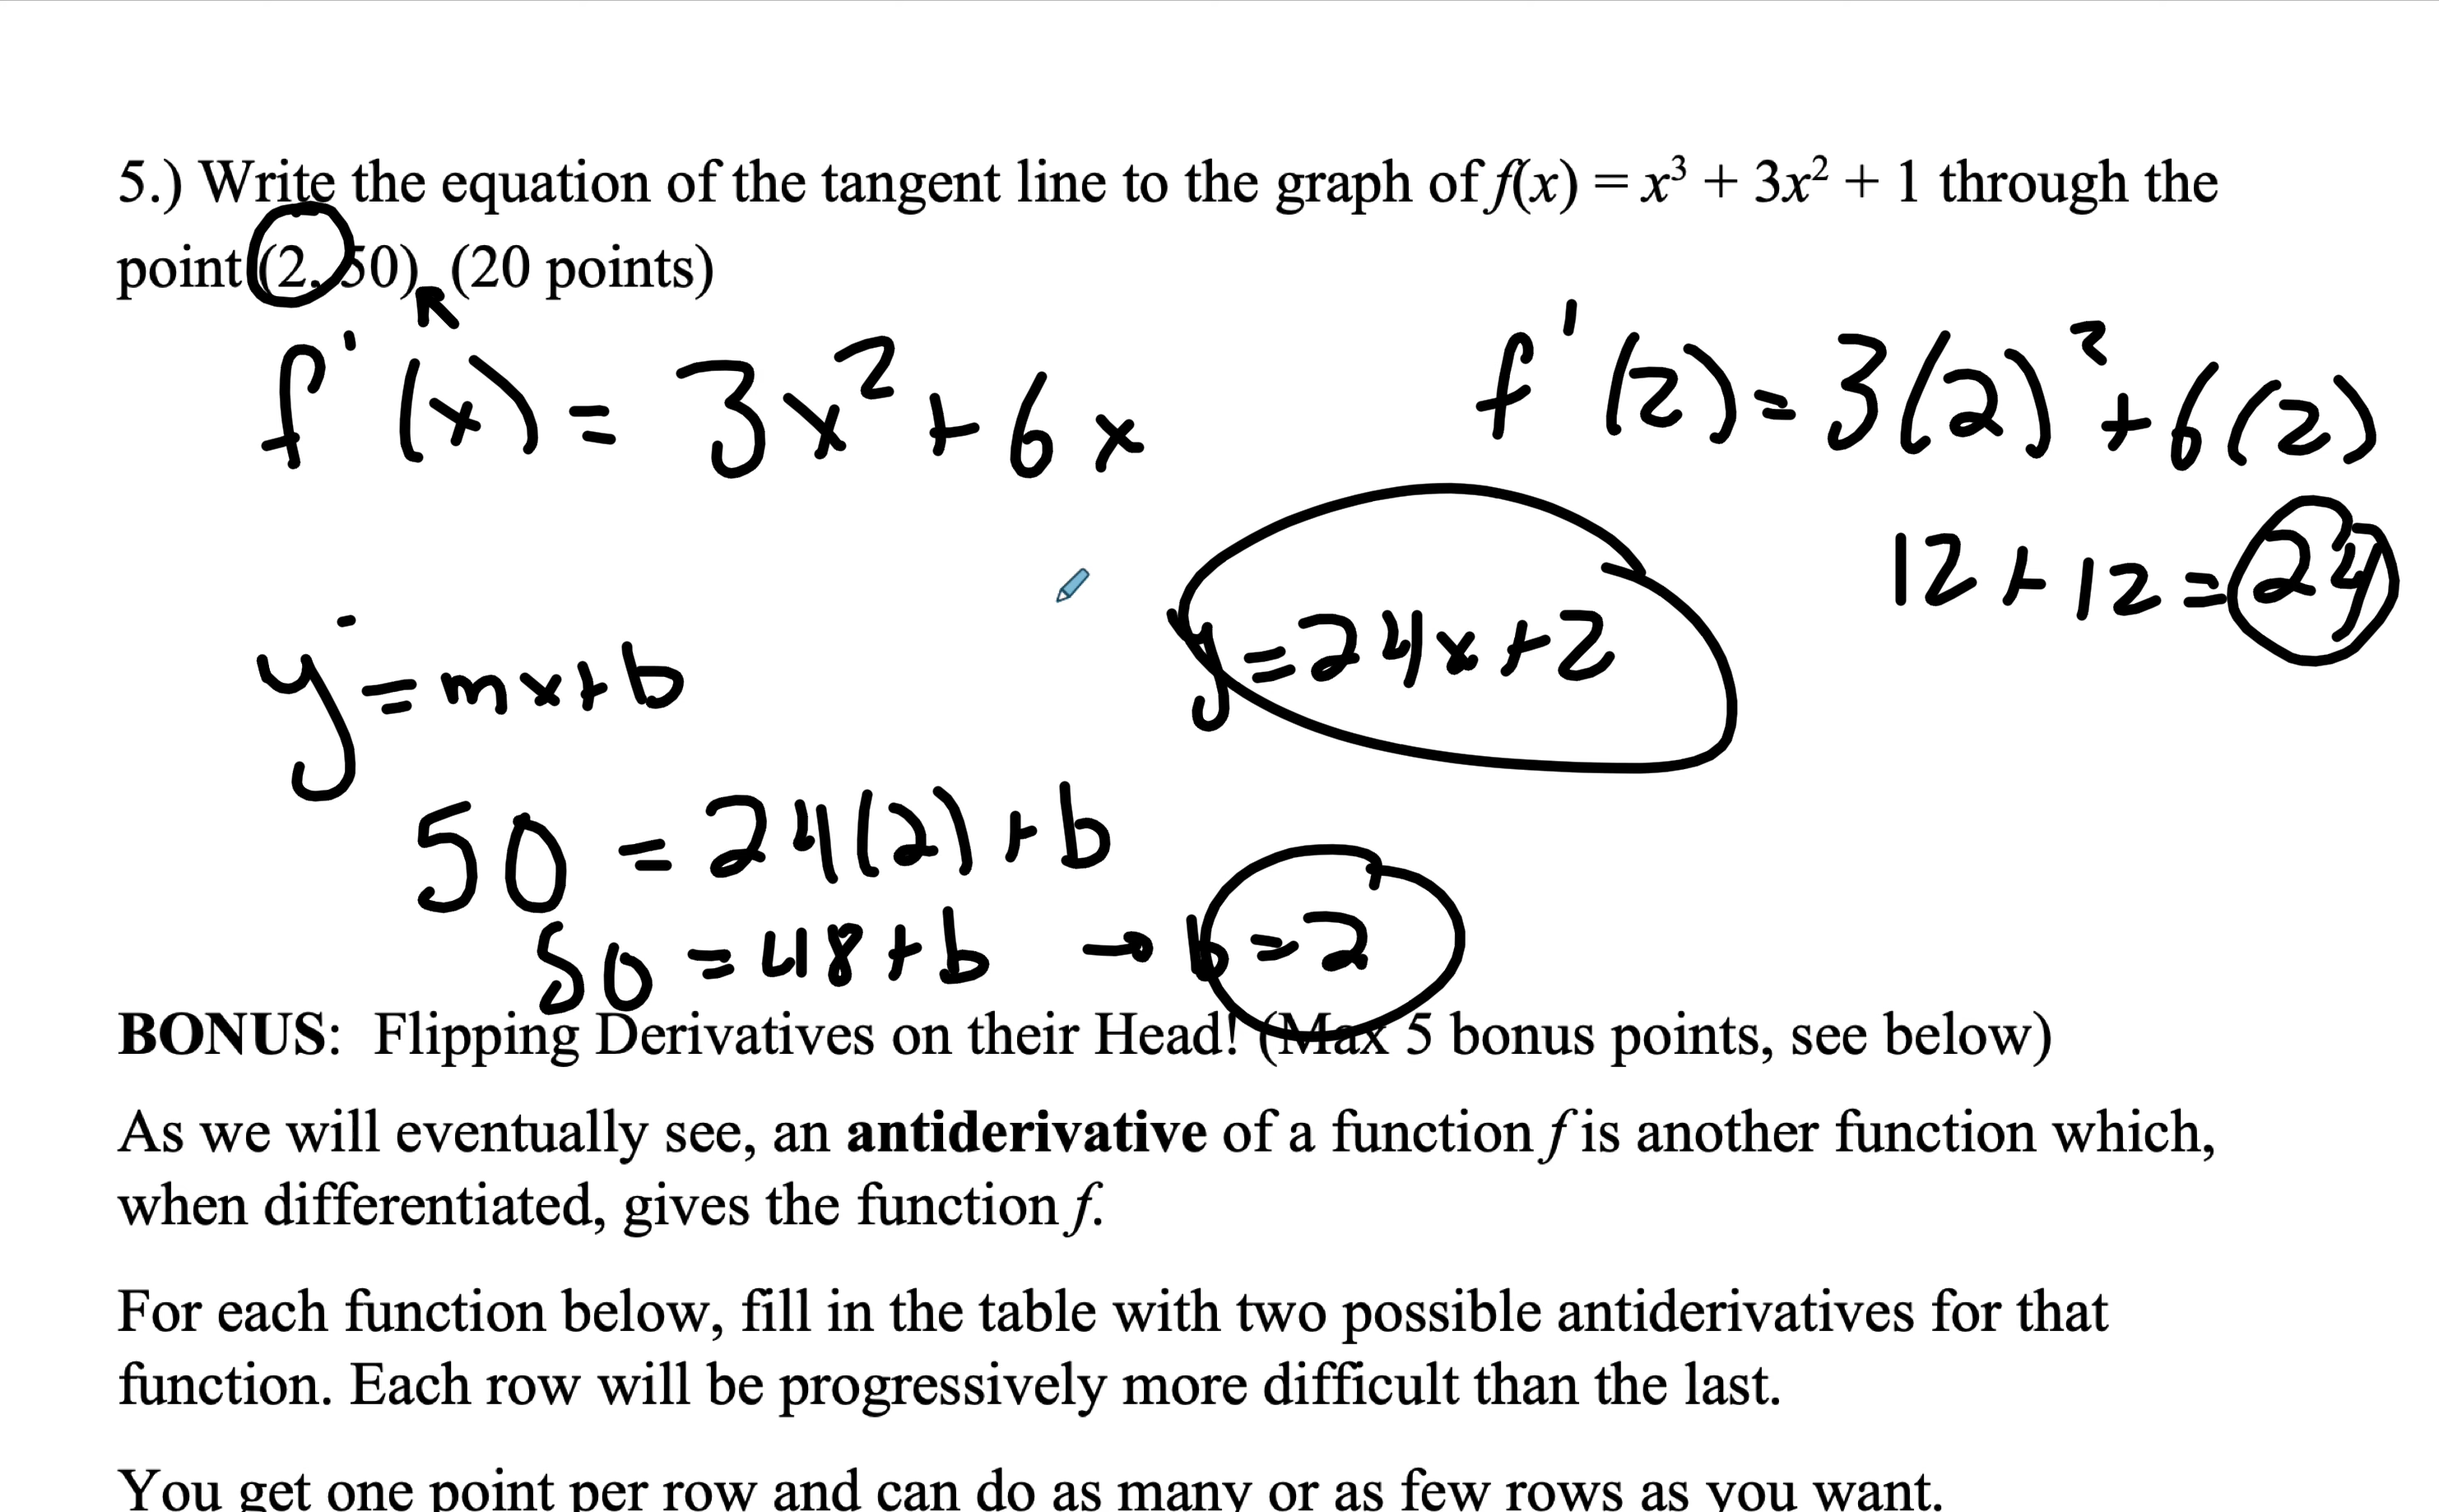 5.) Write the equation of the tangent line to the graph of f(x) = x³ + 3x² + 1 through the
point (2, 50) (20 points)
f'(x) = 3x² + 6x
f'(2) = 3(2)² + 6(2)
12 + 12 = 24
y = mx + b
y = 24x + 2
50 = 24(2) + b
50 = 48 + b → b = 2
BONUS: Flipping Derivatives on their Head! (Max 5 bonus points, see below)
As we will eventually see, an antiderivative of a function f is another function which,
when differentiated, gives the function f.
For each function below, fill in the table with two possible antiderivatives for that
function. Each row will be progressively more difficult than the last.
You get one point per row and can do as many or as few rows as you want.